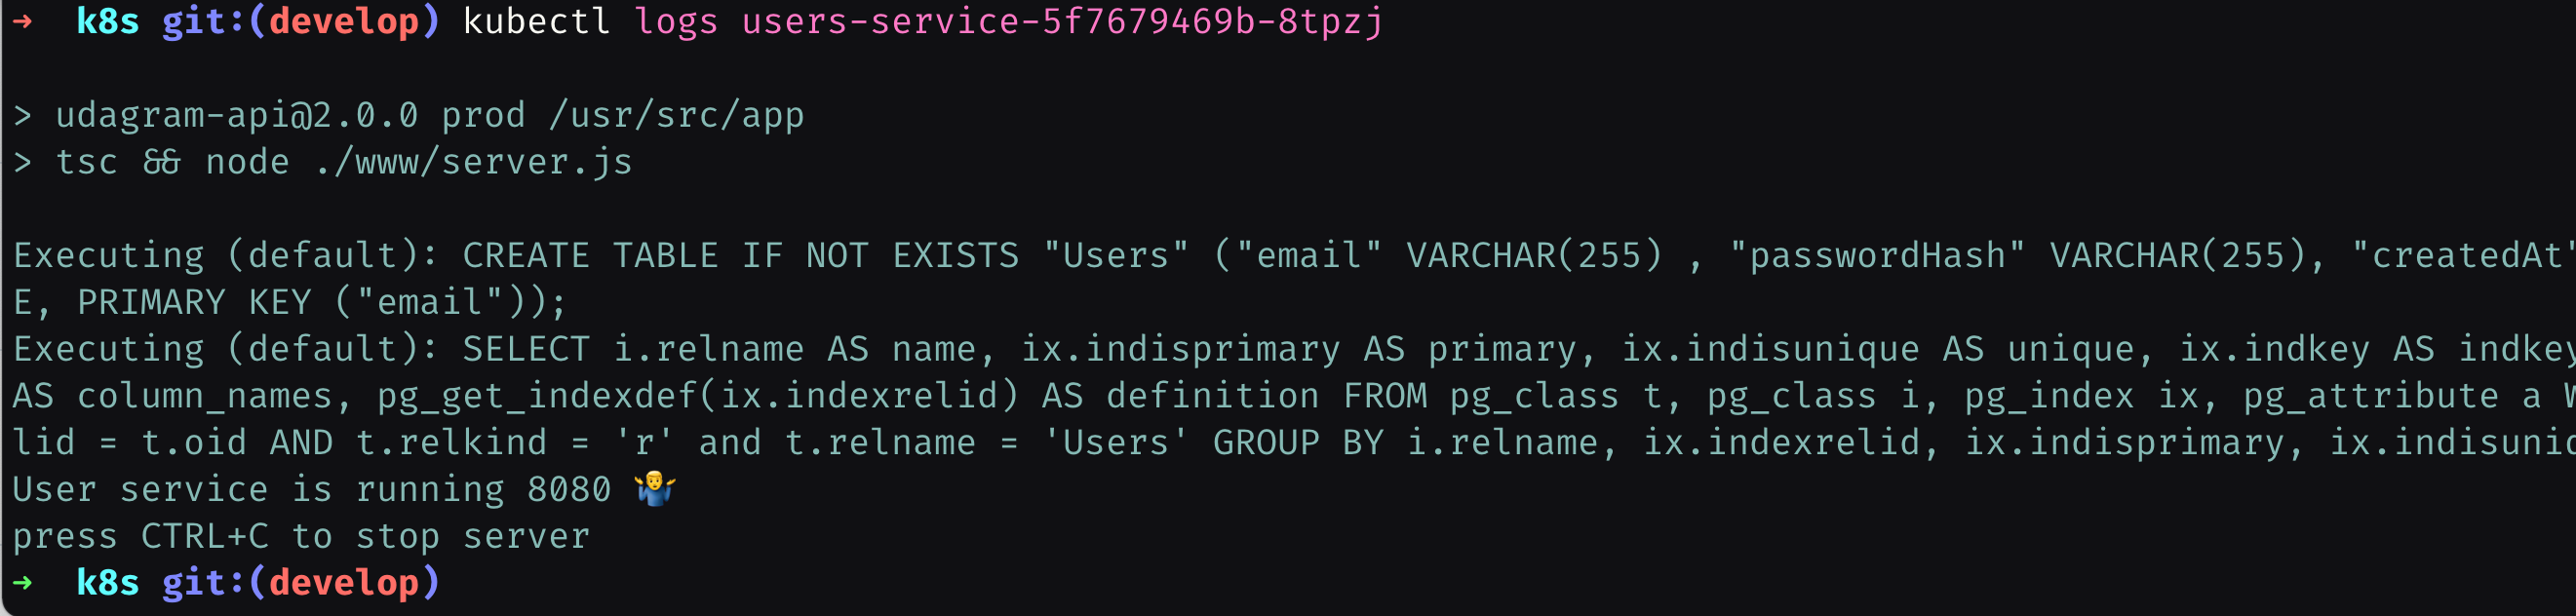 → k8s git:(develop) kubectl logs users-service-5f7679469b-8tpzj
> udagram-api@2.0.0 prod /usr/src/app
> tsc && node ./www/server.js
Executing (default): CREATE TABLE IF NOT EXISTS "Users" ("email" VARCHAR(255) , "passwordHash" VARCHAR(255), "createdAt"
E, PRIMARY KEY ("email"));
Executing (default): SELECT i.relname AS name, ix.indisprimary AS primary, ix.indisunique AS unique, ix.indkey AS indkey
AS column_names, pg_get_indexdef(ix.indexrelid) AS definition FROM pg_class t, pg_class i, pg_index ix, pg_attribute a
lid = t.oid AND t.relkind = 'r' and t.relname = 'Users' GROUP BY i.relname, ix.indexrelid, ix.indisprimary,
User service is running 8080 🤷‍♂️
press CTRL+C to stop server
→ k8s git:(develop)